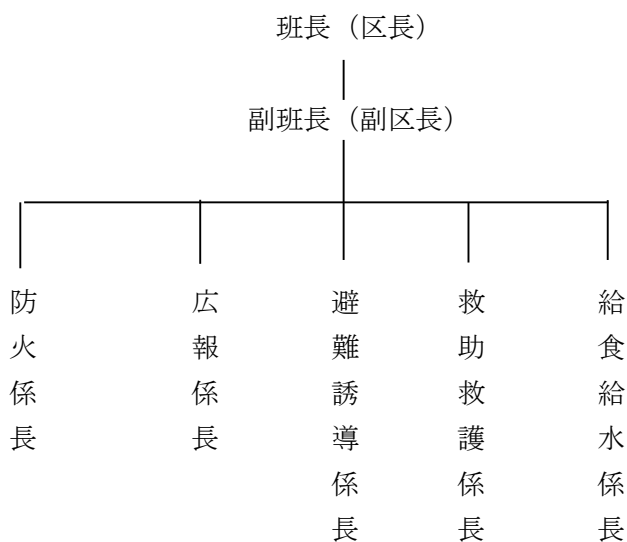 班長（区長）
副班長（副区長）
防火係長
広報係長
避難誘導係長
救助救護係長
給食給水係長